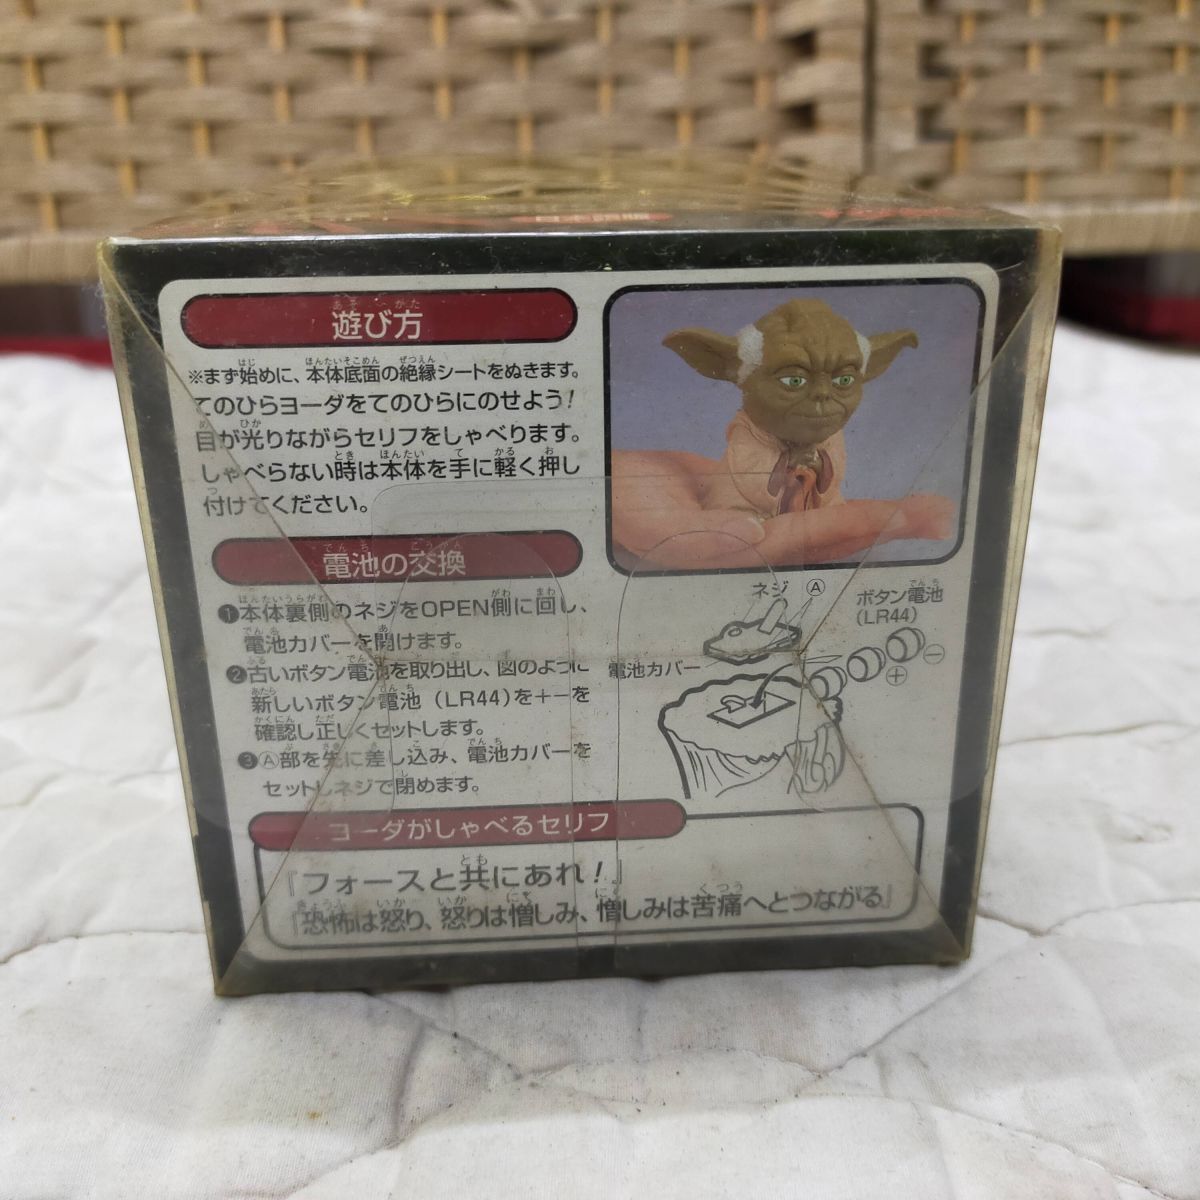 遊び方
※まず始めに、本体底面の絶縁シートをぬきます。
てのひらヨーダをてのひらにのせよう!
目が光りながらセリフをしゃべります。
しゃべらない時は本体を手に軽く押し
付けてください。
電池の交換
❶本体裏側のネジをOPEN側に回し、
電池カバーを開けます。
❷古いボタン電池を取り出し、図のように
新しいボタン電池（LR44)を＋－を
確認し正しくセットします。
❸Ⓐ部を先に差し込み、電池カバーを
セットしネジで閉めます。
ネジ Ⓐ
ボタン電池
(LR44)
電池カバー
⊖
⊕
ヨーダがしゃべるセリフ
『フォースと共にあれ!』
『恐怖は怒り、怒りは憎しみ、憎しみは苦痛へとつながる』